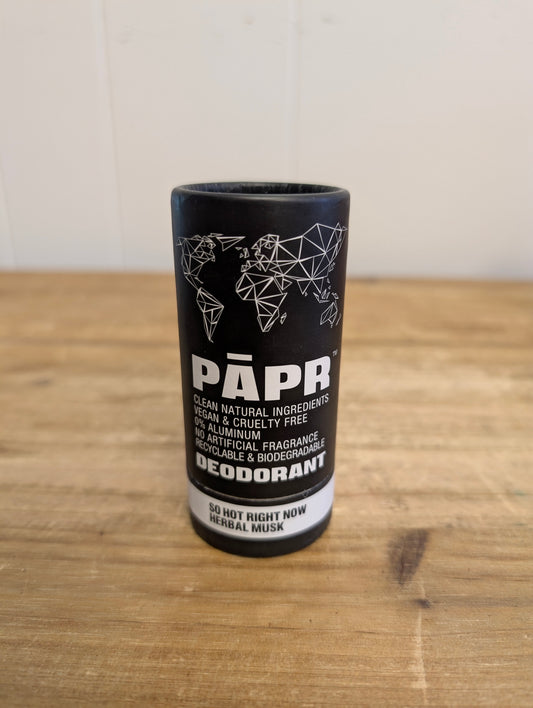 PĀPR™
CLEAN NATURAL INGREDIENTS
VEGAN & CRUELTY FREE
0% ALUMINUM
NO ARTIFICIAL FRAGRANCE
RECYCLABLE & BIODEGRADABLE
DEODORANT
SO HOT RIGHT NOW
HERBAL MUSK